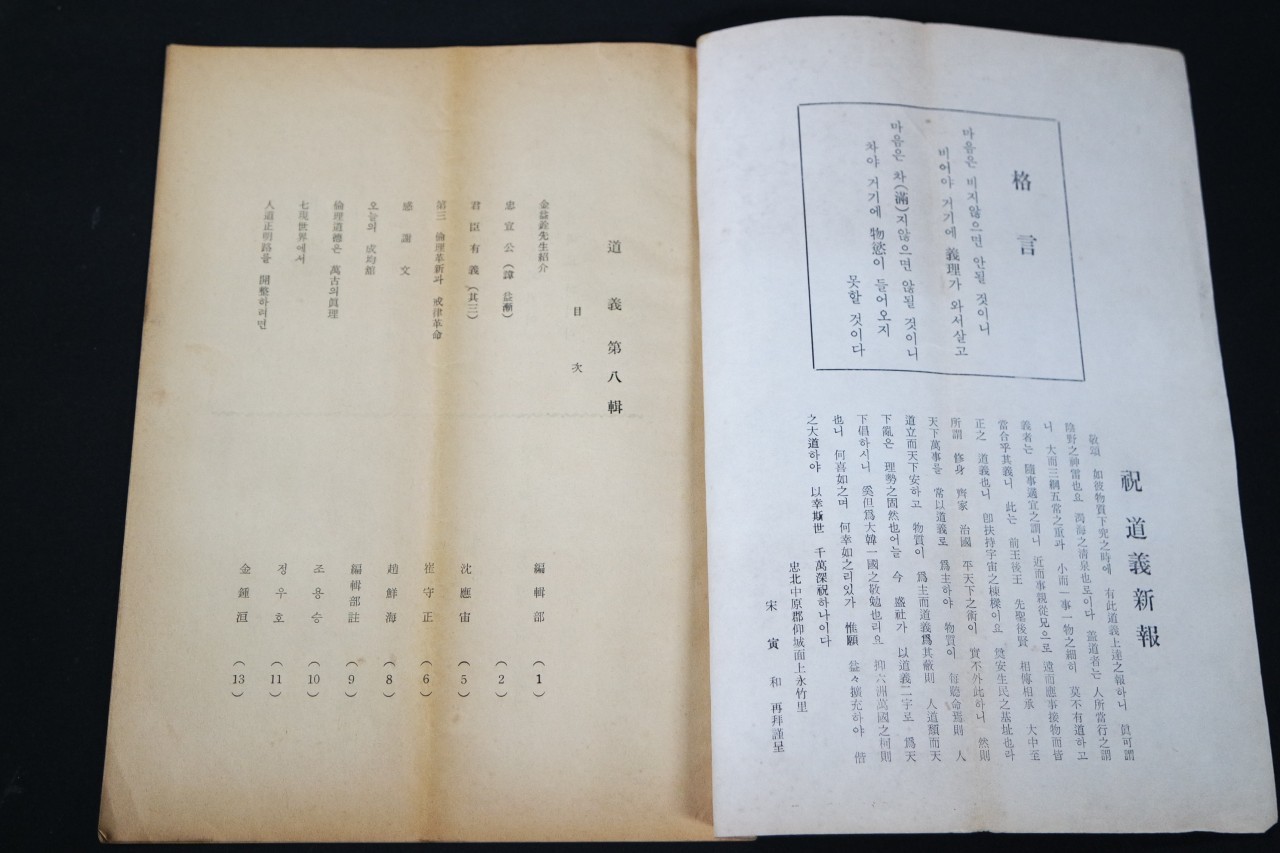 格言
마음은 비지않으면 안될 것이니
비어야 거기에 義理가 와서살고
마음은 차(滿)지않으면 않될 것이니
차야 거기에 物慾이 들어오지
못할 것이다
祝道義新報
敬頌 如彼物質下究之時에 有此道義上達之報하니 眞可謂
陰野之神雷也요 濁海之清泉也로이다 蓋道者는 人所當行之謂
니 大而三綱五常之重과 小而一事一物之細히 莫不有道하고
義者는 隨事適宜之謂니 近而事親從兄으로 遠而應事接物而皆
當合乎其義니 此는 前王後王 先聖後賢 相傳相承 大中至
正之 道義也니 卽扶持宇宙之棟樑이요 奠安生民之基址也라
所謂 修身 齊家 治國 平天下之術이 實不外此하니 然則
天下萬事를 常以道義로 爲主하야 物質이 每聽命焉則 人
道立而天下安하고 物質이 爲主而道義爲其蔽則 人道頹而天
下亂은 理勢之固然也어늘 今 盛社가 以道義二字로 爲天
下倡하시니 奚但爲大韓一國之敬勉也리요 抑六洲萬國之柯則
也니 何喜如之며 何幸如之리있가 惟願 益々擴充하야 偕
之大道하야 以幸斯世 千萬深祝하나이다
忠北中原郡仰城面上永竹里
宋寅和 再拜謹呈
道義第八輯
目次
金益銓先生紹介 編輯部 (1)
忠宣公(諱 益漸) (2)
君臣有義(其三) 沈應宙 (5)
第三 倫理革新과 戒津革命 崔守正 (6)
感謝文 趙鮮海 (8)
오늘의 成均館 編輯部註 (9)
倫理道德은 萬古의眞理 조용승 (10)
七現世界에서 정우호 (11)
人道正明路를 開整하려면 金鍾洹 (13)